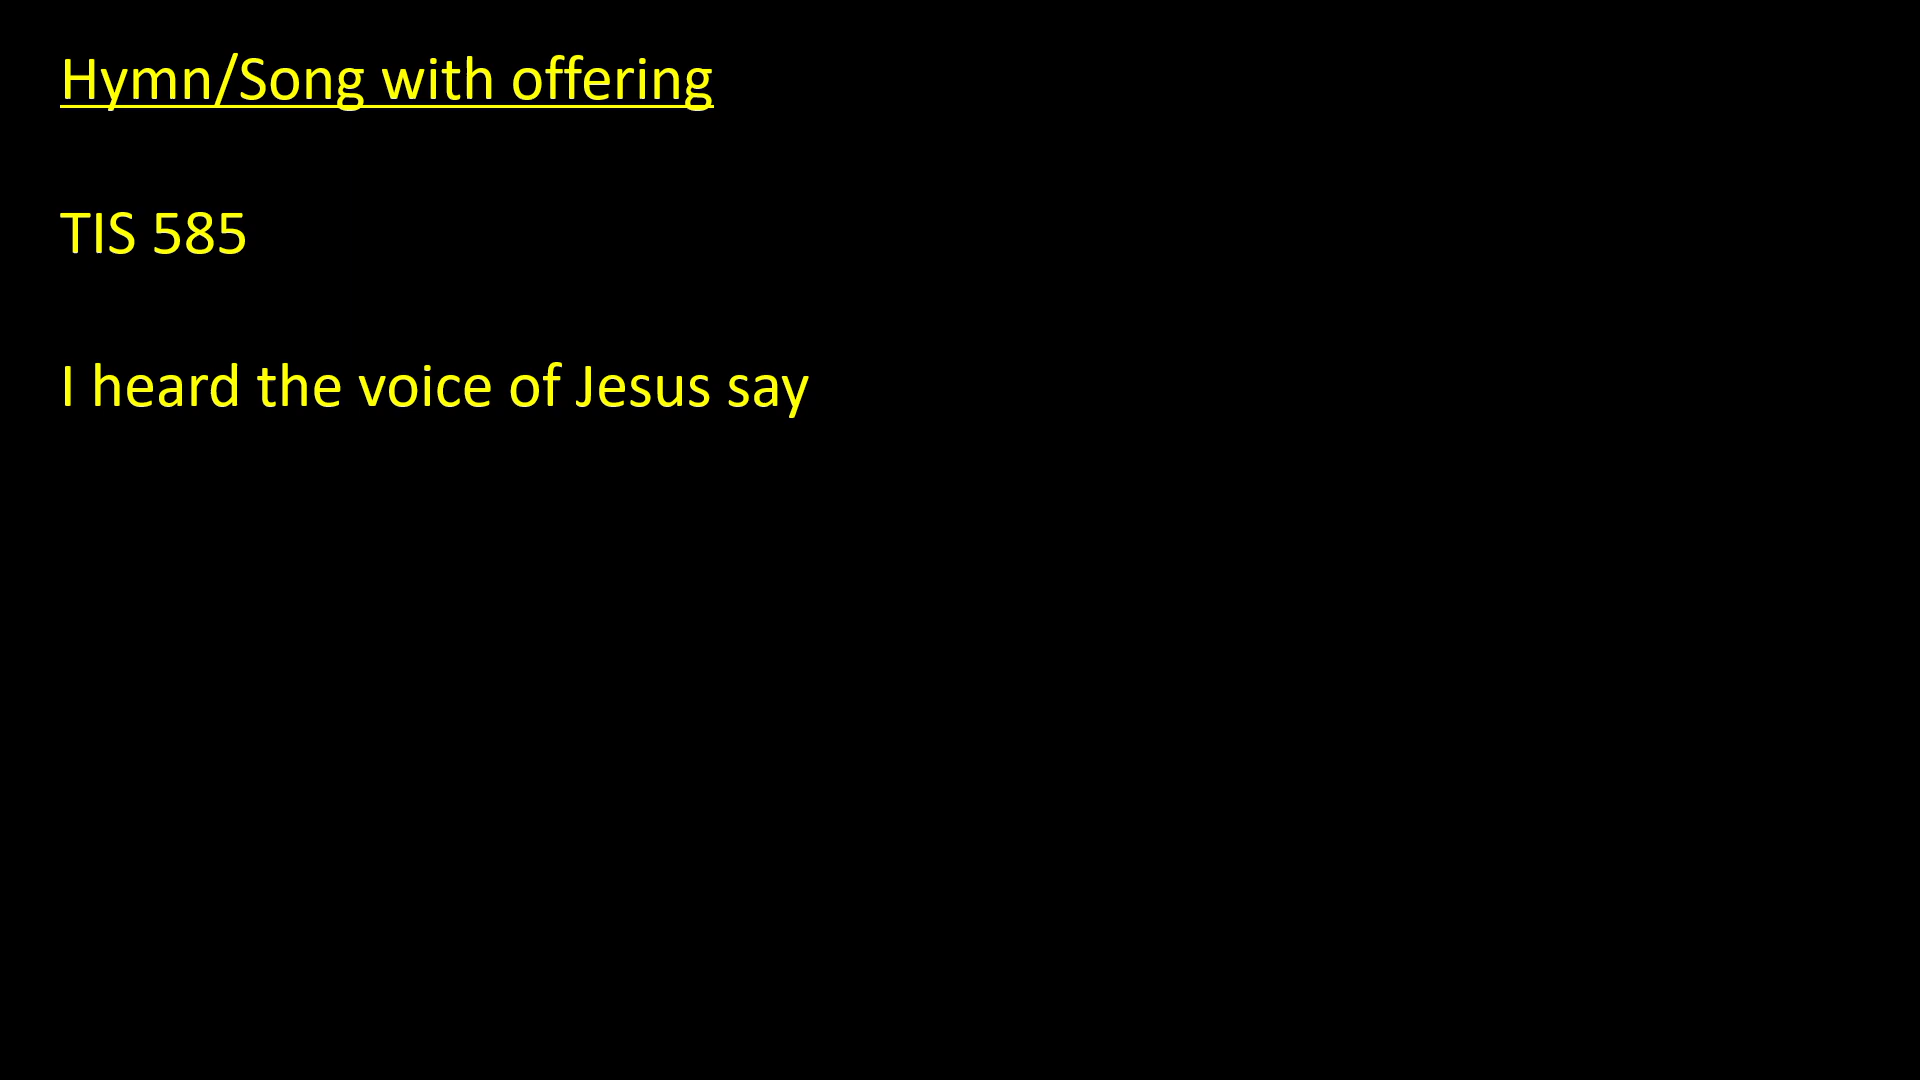 Hymn/Song with offering
TIS 585
I heard the voice of Jesus say